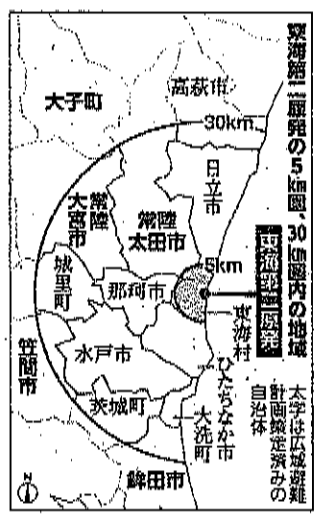 東海第二原発の5km圏、30km圏内の地域
東海第二原発
太字は広域避難
計画策定済みの
自治体
大子町
高萩市
30km
日立市
常陸
大宮市
常陸
太田市
城里町
那珂市
5km
東海村
水戸市
ひたちなか市
笠間市
茨城町
大洗町
鉾田市
N